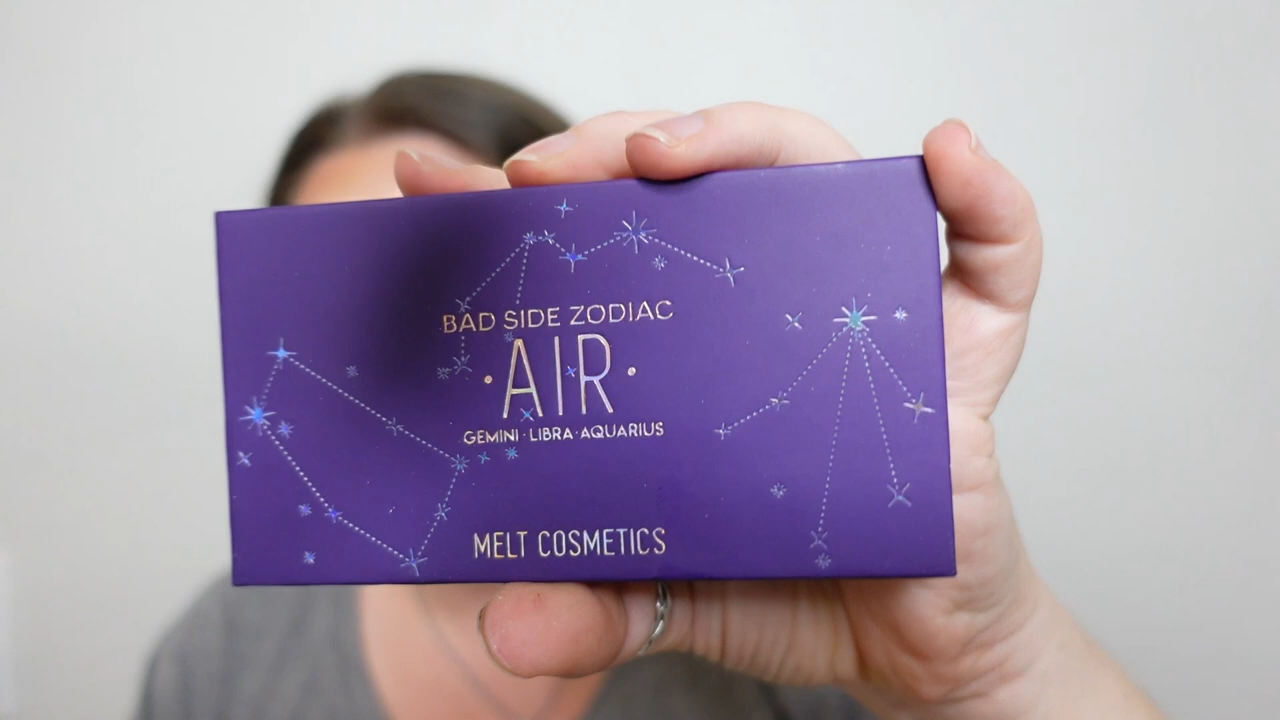 BAD SIDE ZODIAC
·AIR·
GEMINI·LIBRA·AQUARIUS
MELT COSMETICS